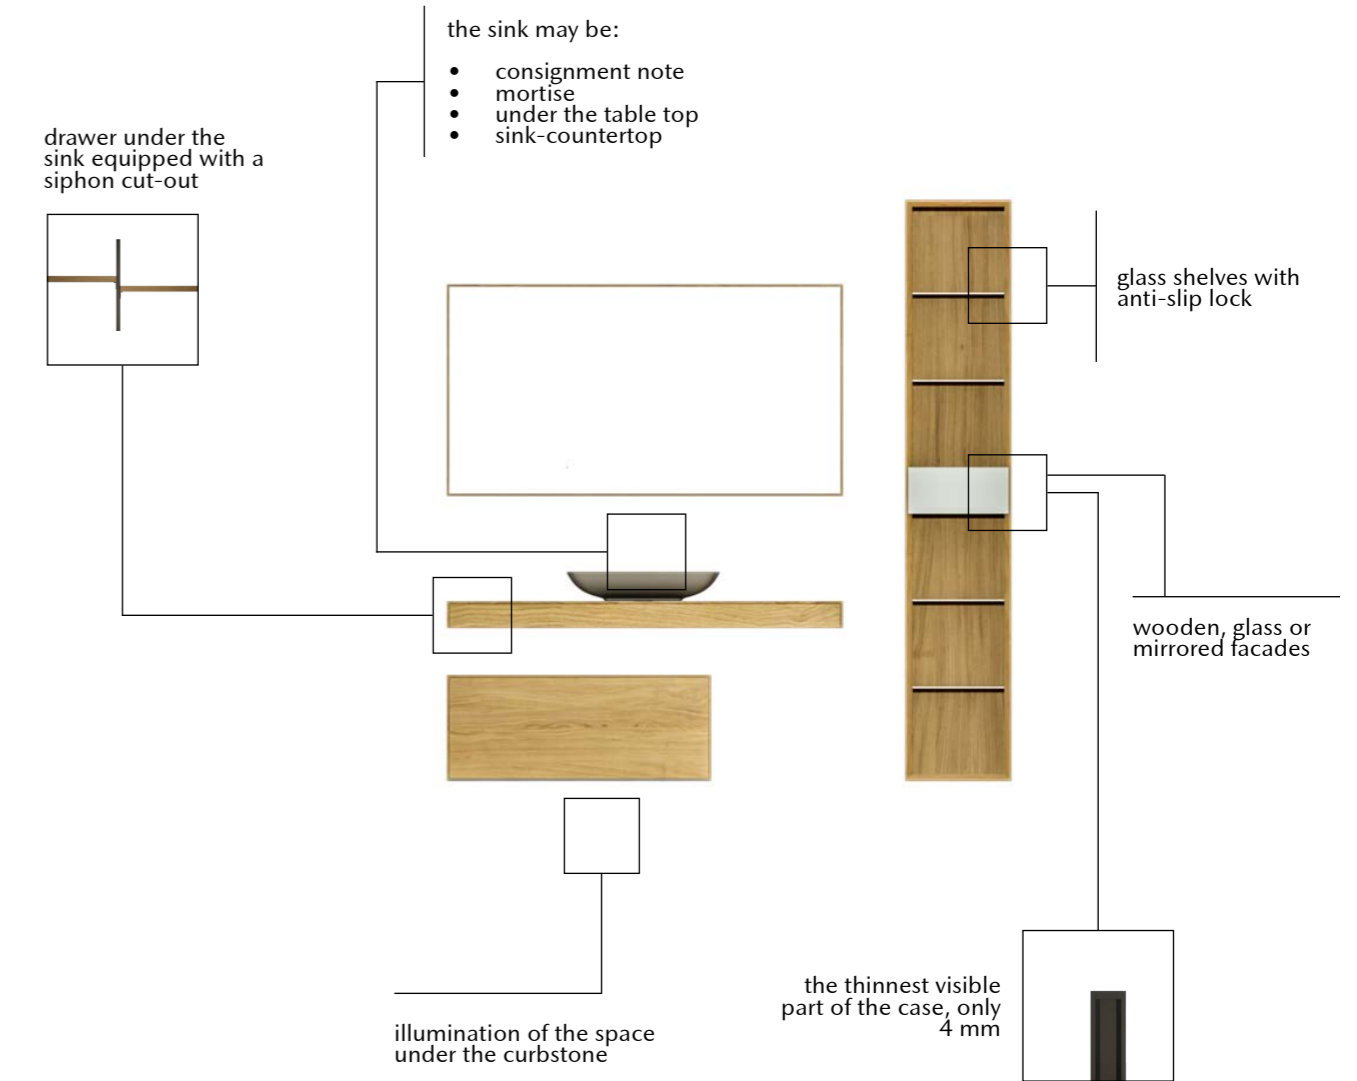 the sink may be:
• consignment note
• mortise
• under the table top
• sink-countertop
drawer under the
sink equipped with a
siphon cut-out
glass shelves with
anti-slip lock
wooden, glass or
mirrored facades
the thinnest visible
part of the case, only
4 mm
illumination of the space
under the curbstone